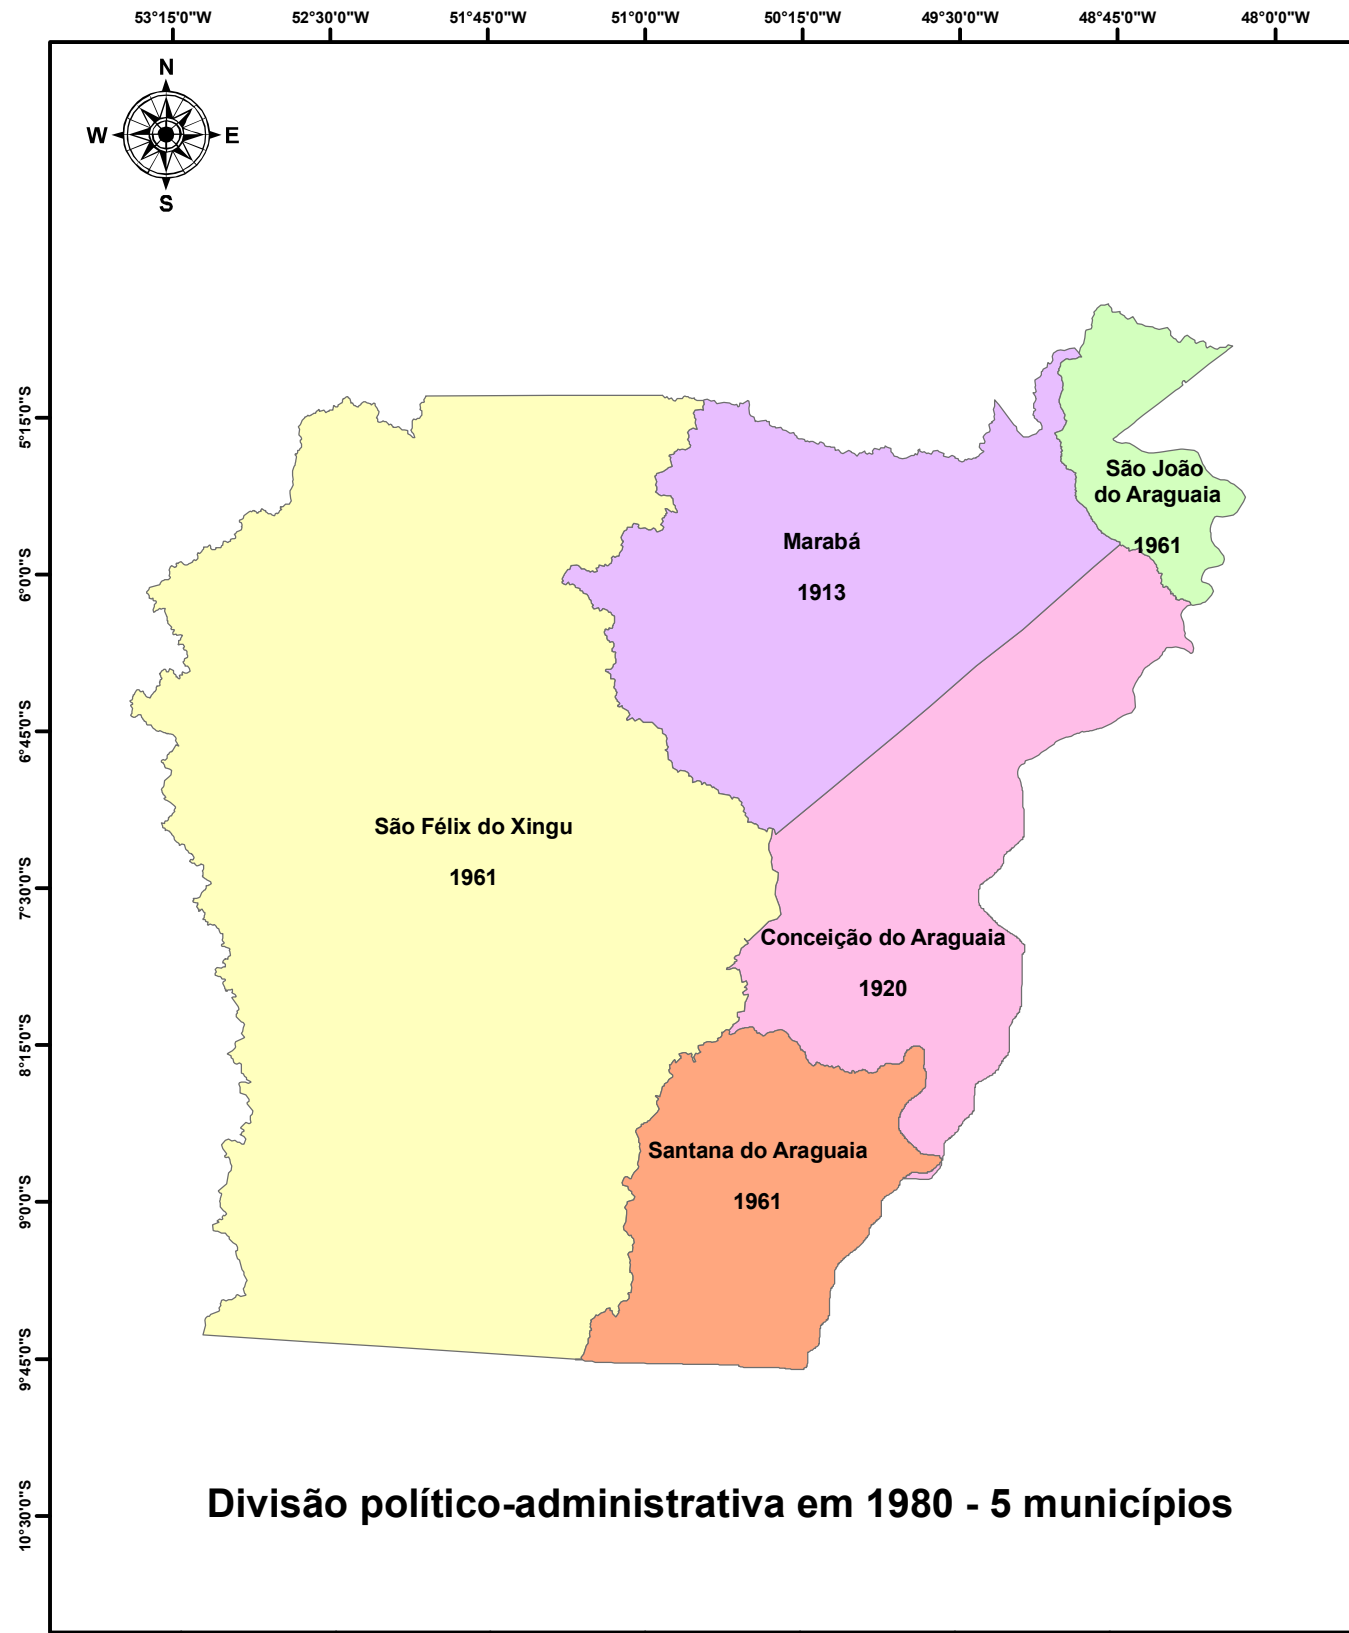 53°15'0"W 52°30'0"W 51°45'0"W 51°0'0"W 50°15'0"W 49°30'0"W 48°45'0"W 48°0'0"W
N
W E
S
5°15'0"S
6°0'0"S
6°45'0"S
7°30'0"S
8°15'0"S
9°0'0"S
9°45'0"S
10°30'0"S
São João
do Araguaia
1961
Marabá
1913
São Félix do Xingu
1961
Conceição do Araguaia
1920
Santana do Araguaia
1961
Divisão político-administrativa em 1980 - 5 municípios